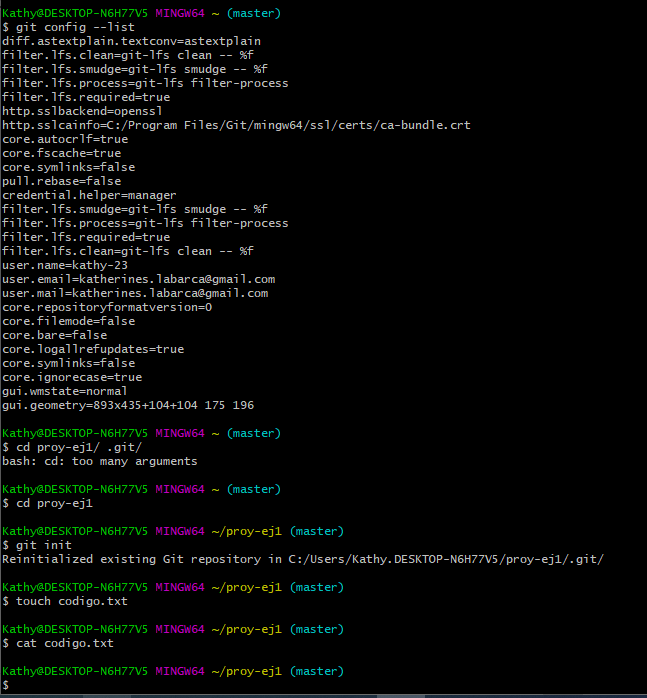 Kathy@DESKTOP-N6H77V5 MINGW64 ~ (master)
$ git config --list
diff.astextplain.textconv=astextplain
filter.lfs.clean=git-lfs clean -- %f
filter.lfs.smudge=git-lfs smudge -- %f
filter.lfs.process=git-lfs filter-process
filter.lfs.required=true
http.sslbackend=openssl
http.sslcainfo=C:/Program Files/Git/mingw64/ssl/certs/ca-bundle.crt
core.autocrlf=true
core.fscache=true
core.symlinks=false
pull.rebase=false
credential.helper=manager
filter.lfs.smudge=git-lfs smudge -- %f
filter.lfs.process=git-lfs filter-process
filter.lfs.required=true
filter.lfs.clean=git-lfs clean -- %f
user.name=kathy-23
user.email=katherines.labarca@gmail.com
user.mail=katherines.labarca@gmail.com
core.repositoryformatversion=0
core.filemode=false
core.bare=false
core.logallrefupdates=true
core.symlinks=false
core.ignorecase=true
gui.wmstate=normal
gui.geometry=893x435+104+104 175 196
Kathy@DESKTOP-N6H77V5 MINGW64 ~ (master)
$ cd proy-ej1/ .git/
bash: cd: too many arguments
Kathy@DESKTOP-N6H77V5 MINGW64 ~ (master)
$ cd proy-ej1
Kathy@DESKTOP-N6H77V5 MINGW64 ~/proy-ej1 (master)
$ git init
Reinitialized existing Git repository in C:/Users/Kathy.DESKTOP-N6H77V5/proy-ej1/.git/
Kathy@DESKTOP-N6H77V5 MINGW64 ~/proy-ej1 (master)
$ touch codigo.txt
Kathy@DESKTOP-N6H77V5 MINGW64 ~/proy-ej1 (master)
$ cat codigo.txt
Kathy@DESKTOP-N6H77V5 MINGW64 ~/proy-ej1 (master)
$